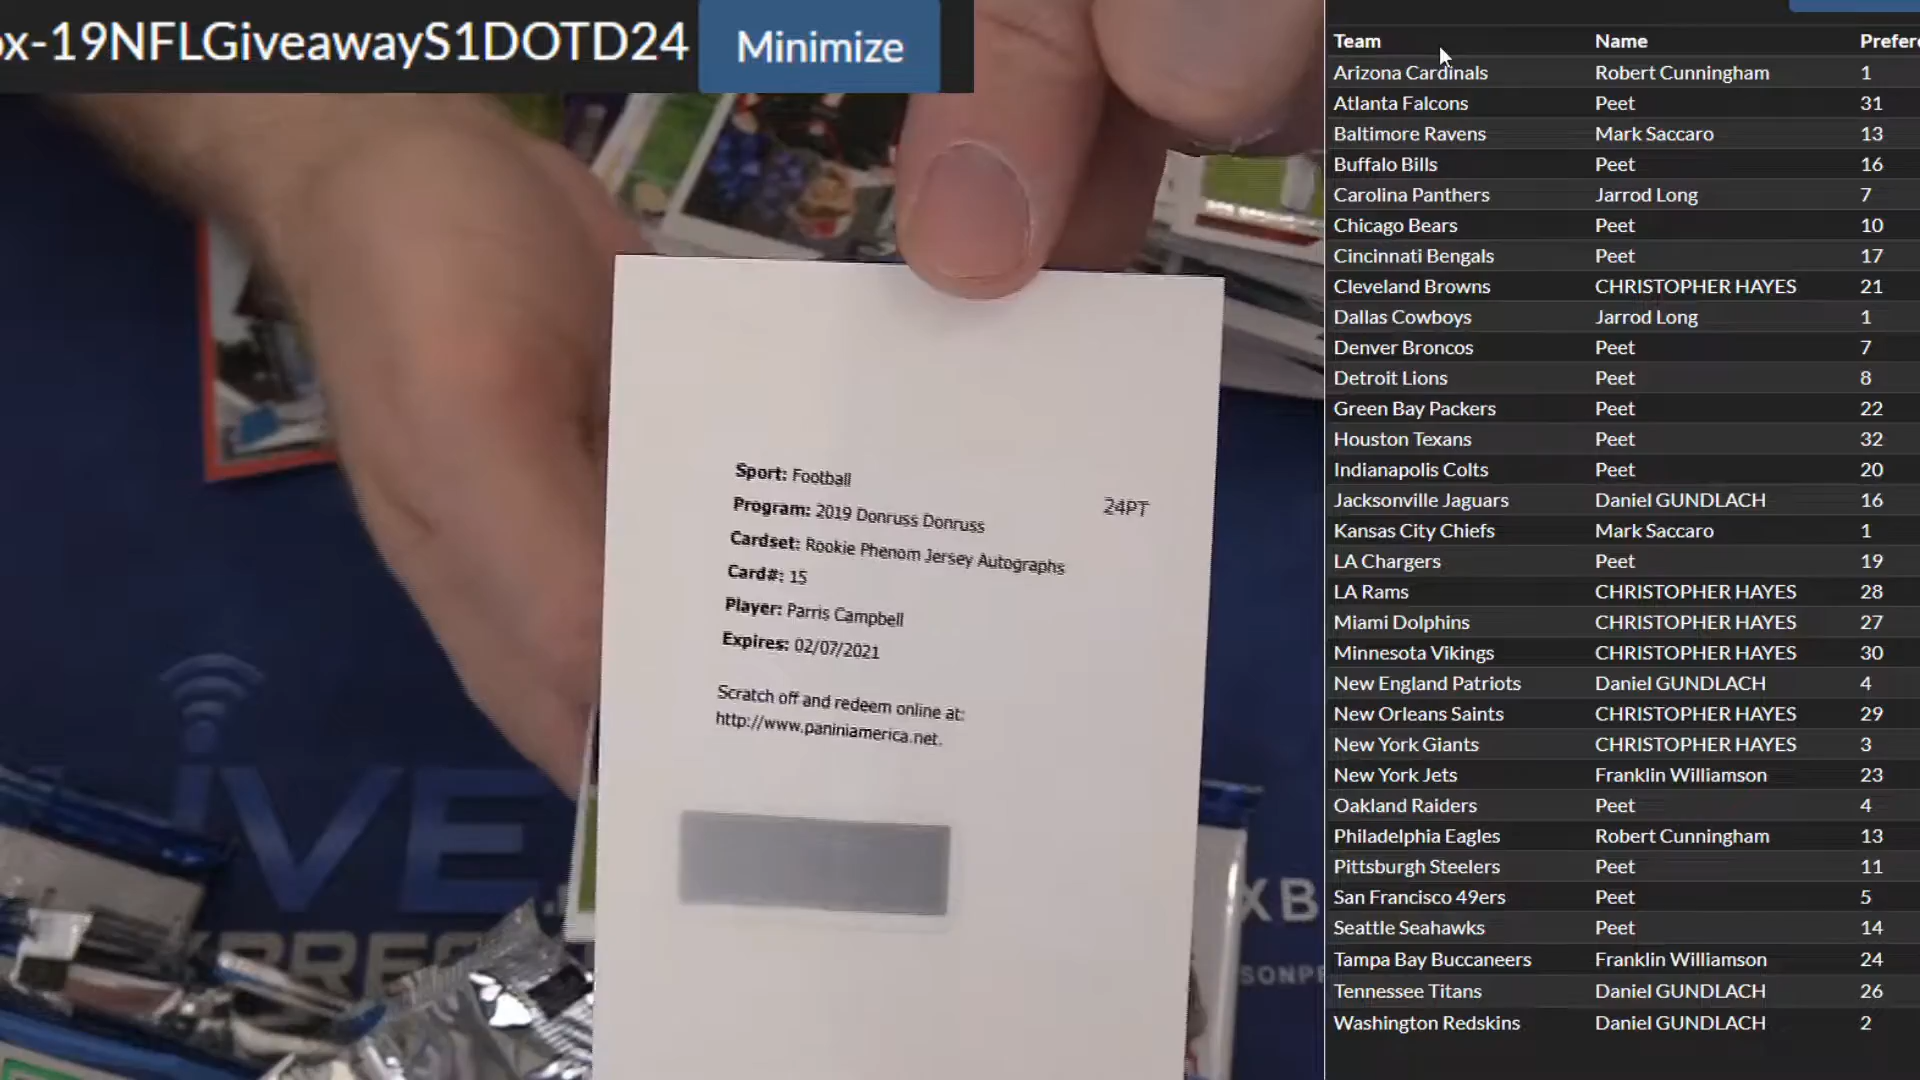 ox-19NFLGiveawayS1DOTD24
Minimize
Sport: Football
24PT
Program: 2019 Donruss Donruss
Cardset: Rookie Phenom Jersey Autographs
Card#: 15
Player: Parris Campbell
Expires: 02/07/2021
Scratch off and redeem online at:
http://www.paniniamerica.net.
Team Name Prefere
Arizona Cardinals Robert Cunningham 1
Atlanta Falcons Peet 31
Baltimore Ravens Mark Saccaro 13
Buffalo Bills Peet 16
Carolina Panthers Jarrod Long 7
Chicago Bears Peet 10
Cincinnati Bengals Peet 17
Cleveland Browns CHRISTOPHER HAYES 21
Dallas Cowboys Jarrod Long 1
Denver Broncos Peet 7
Detroit Lions Peet 8
Green Bay Packers Peet 22
Houston Texans Peet 32
Indianapolis Colts Peet 20
Jacksonville Jaguars Daniel GUNDLACH 16
Kansas City Chiefs Mark Saccaro 1
LA Chargers Peet 19
LA Rams CHRISTOPHER HAYES 28
Miami Dolphins CHRISTOPHER HAYES 27
Minnesota Vikings CHRISTOPHER HAYES 30
New England Patriots Daniel GUNDLACH 4
New Orleans Saints CHRISTOPHER HAYES 29
New York Giants CHRISTOPHER HAYES 3
New York Jets Franklin Williamson 23
Oakland Raiders Peet 4
Philadelphia Eagles Robert Cunningham 13
Pittsburgh Steelers Peet 11
San Francisco 49ers Peet 5
Seattle Seahawks Peet 14
Tampa Bay Buccaneers Franklin Williamson 24
Tennessee Titans Daniel GUNDLACH 26
Washington Redskins Daniel GUNDLACH 2